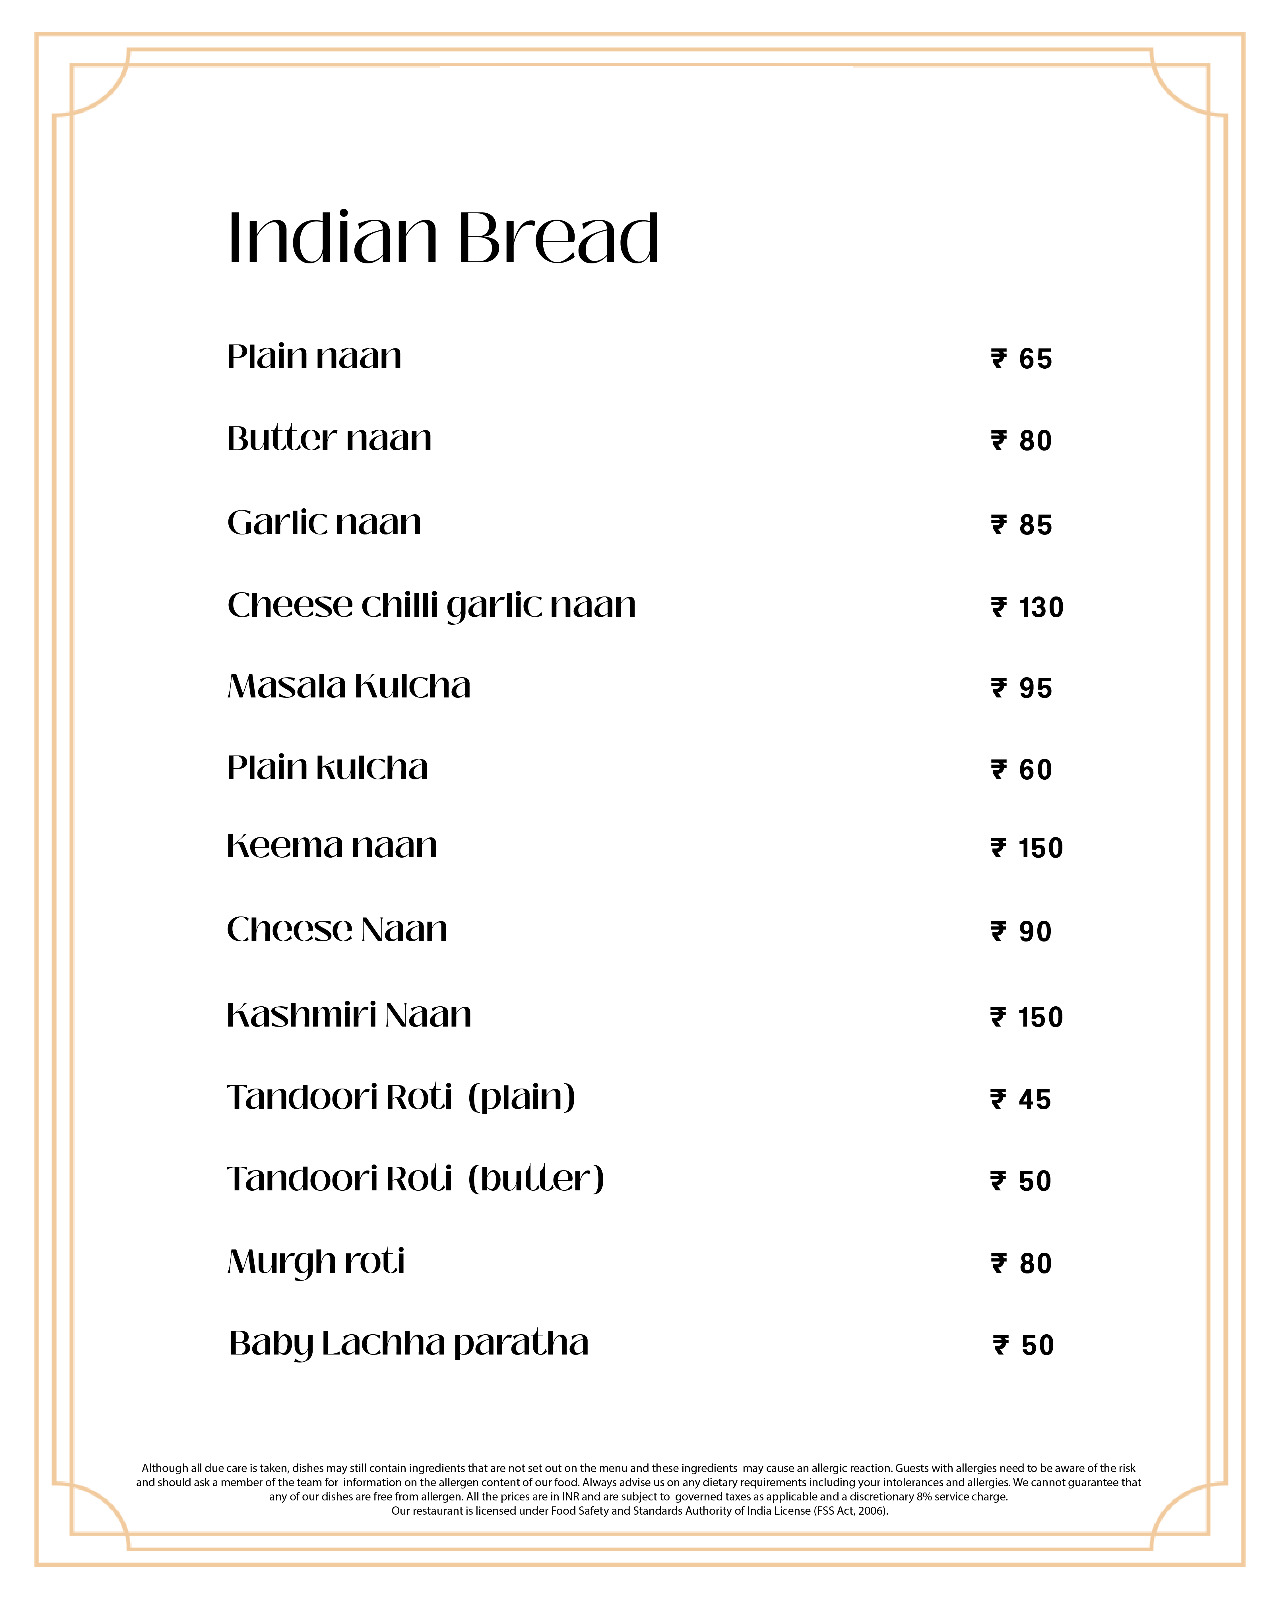 Indian Bread
Plain naan ₹ 65
Butter naan ₹ 80
Garlic naan ₹ 85
Cheese chilli garlic naan ₹ 130
Masala Kulcha ₹ 95
Plain kulcha ₹ 60
Keema naan ₹ 150
Cheese Naan ₹ 90
Kashmiri Naan ₹ 150
Tandoori Roti (plain) ₹ 45
Tandoori Roti (butter) ₹ 50
Murgh roti ₹ 80
Baby Lachha paratha ₹ 50
Although all due care is taken, dishes may still contain ingredients that are not set out on the menu and these ingredients may cause an allergic reaction. Guests with allergies need to be aware of the risk
and should ask a member of the team for information on the allergen content of our food. Always advise us on any dietary requirements including your intolerances and allergies. We cannot guarantee that
any of our dishes are free from allergen. All the prices are in INR and are subject to governed taxes as applicable and a discretionary 8% service charge.
Our restaurant is licensed under Food Safety and Standards Authority of India License (FSS Act, 2006).